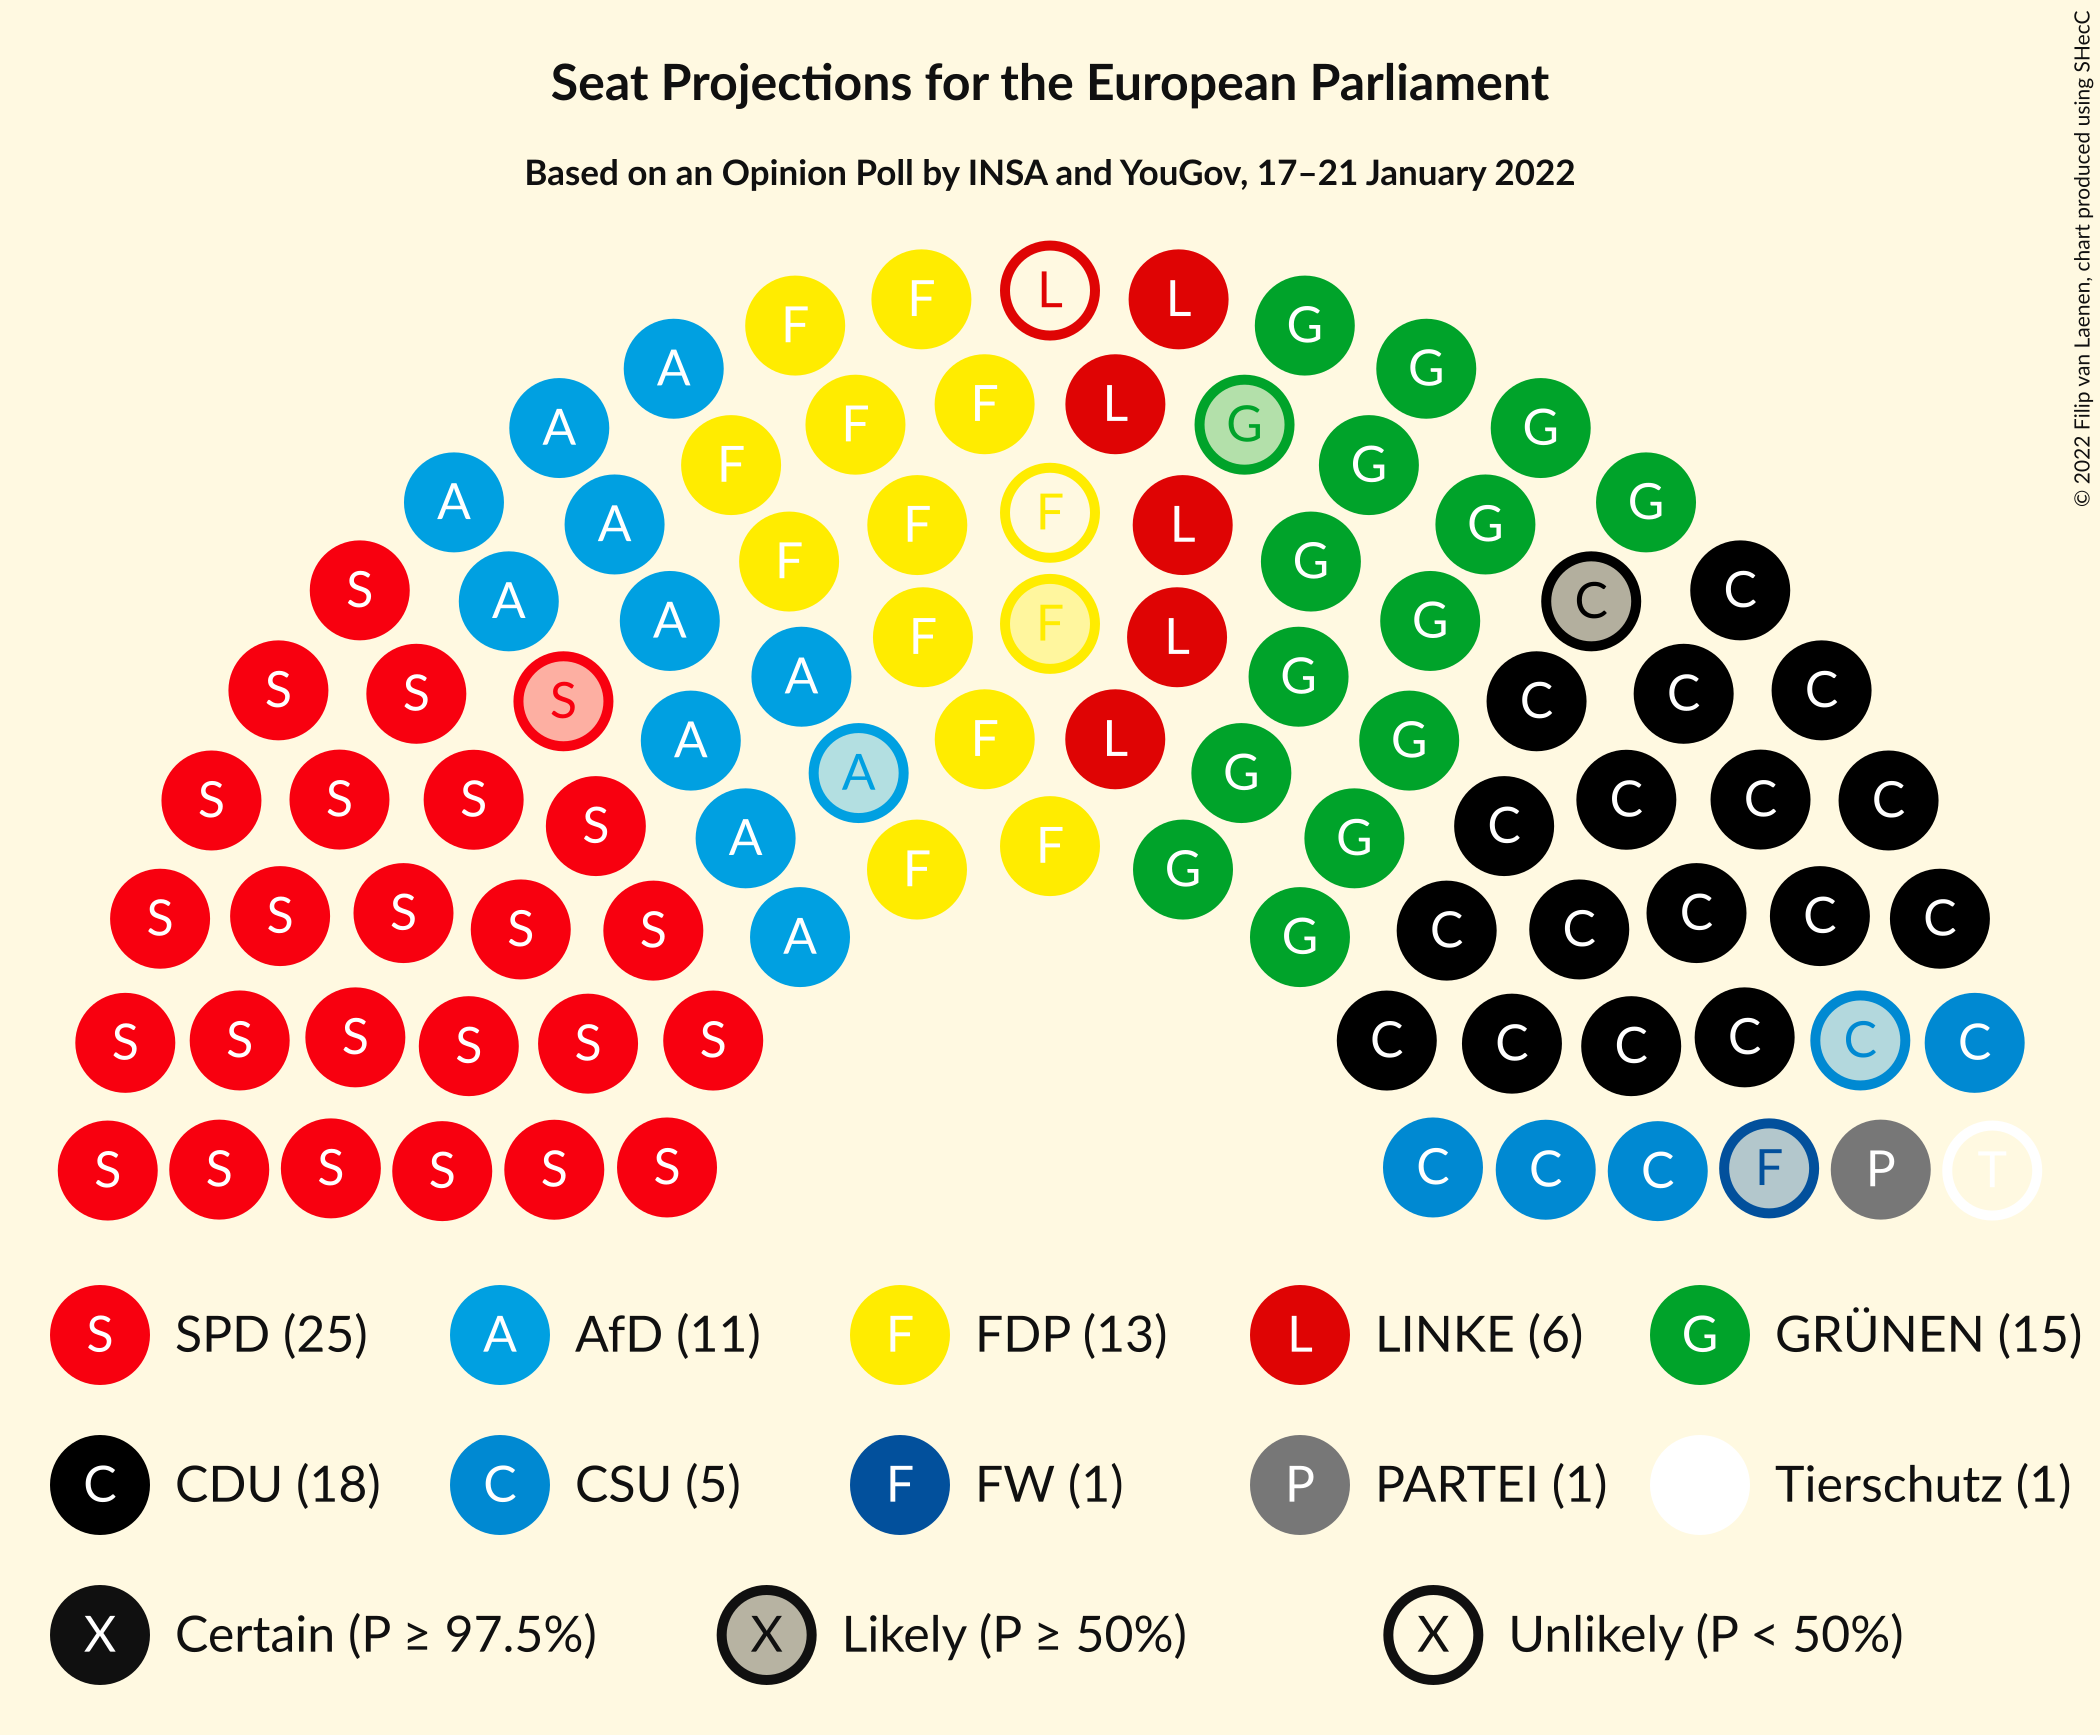 Seat Projections for the European Parliament
Based on an Opinion Poll by INSA and YouGov, 17–21 January 2022
© 2022 Filip van Laenen, chart produced using SHecC
L
F F L G
A G
A F F L G
F G
A F F L G G
A G
S A F F L G C C
A G
S S S A A F F L G G C C C
S S S S A A F L G G C C C C
S S S S S A F F G G C C C C C
A G
S S S S S S C C C C C C
S S S S S S C C C F P T
S SPD (25) A AfD (11) F FDP (13) L LINKE (6) G GRÜNEN (15)
C CDU (18) C CSU (5) F FW (1) P PARTEI (1) Tierschutz (1)
X Certain (P ≥ 97.5%) X Likely (P ≥ 50%) X Unlikely (P < 50%)